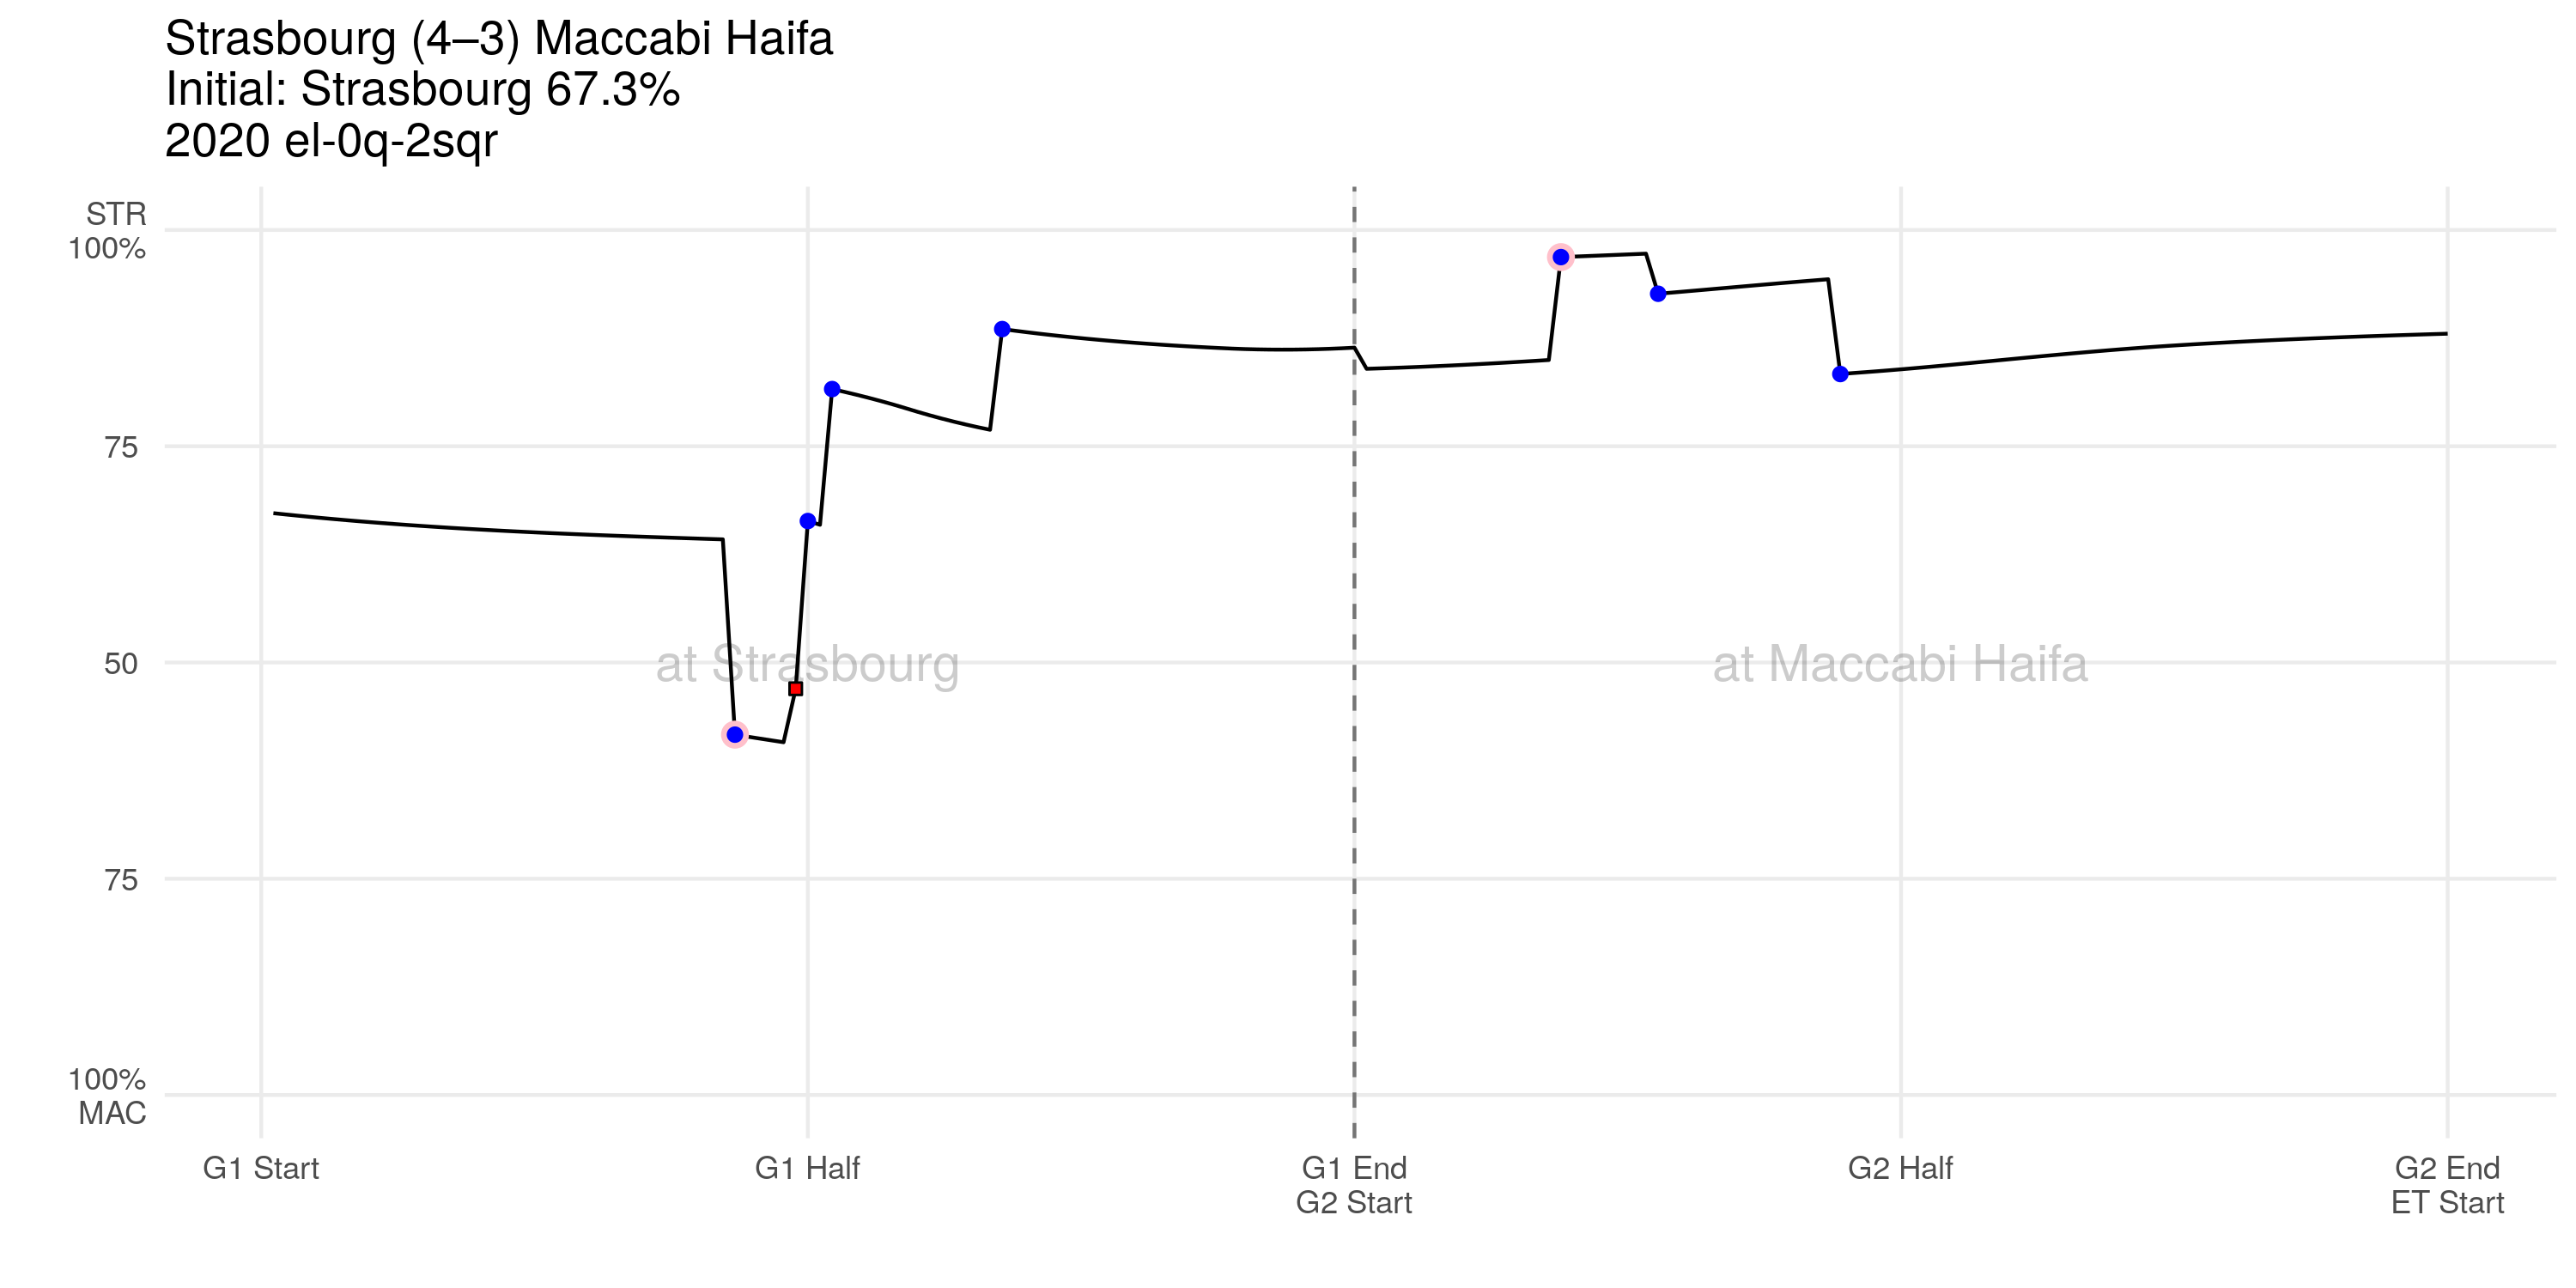 Strasbourg (4–3) Maccabi Haifa
Initial: Strasbourg 67.3%
2020 el-0q-2sqr
STR
100%
75
50
75
100%
MAC
at Strasbourg
at Maccabi Haifa
G1 Start
G1 Half
G1 End
G2 Start
G2 Half
G2 End
ET Start